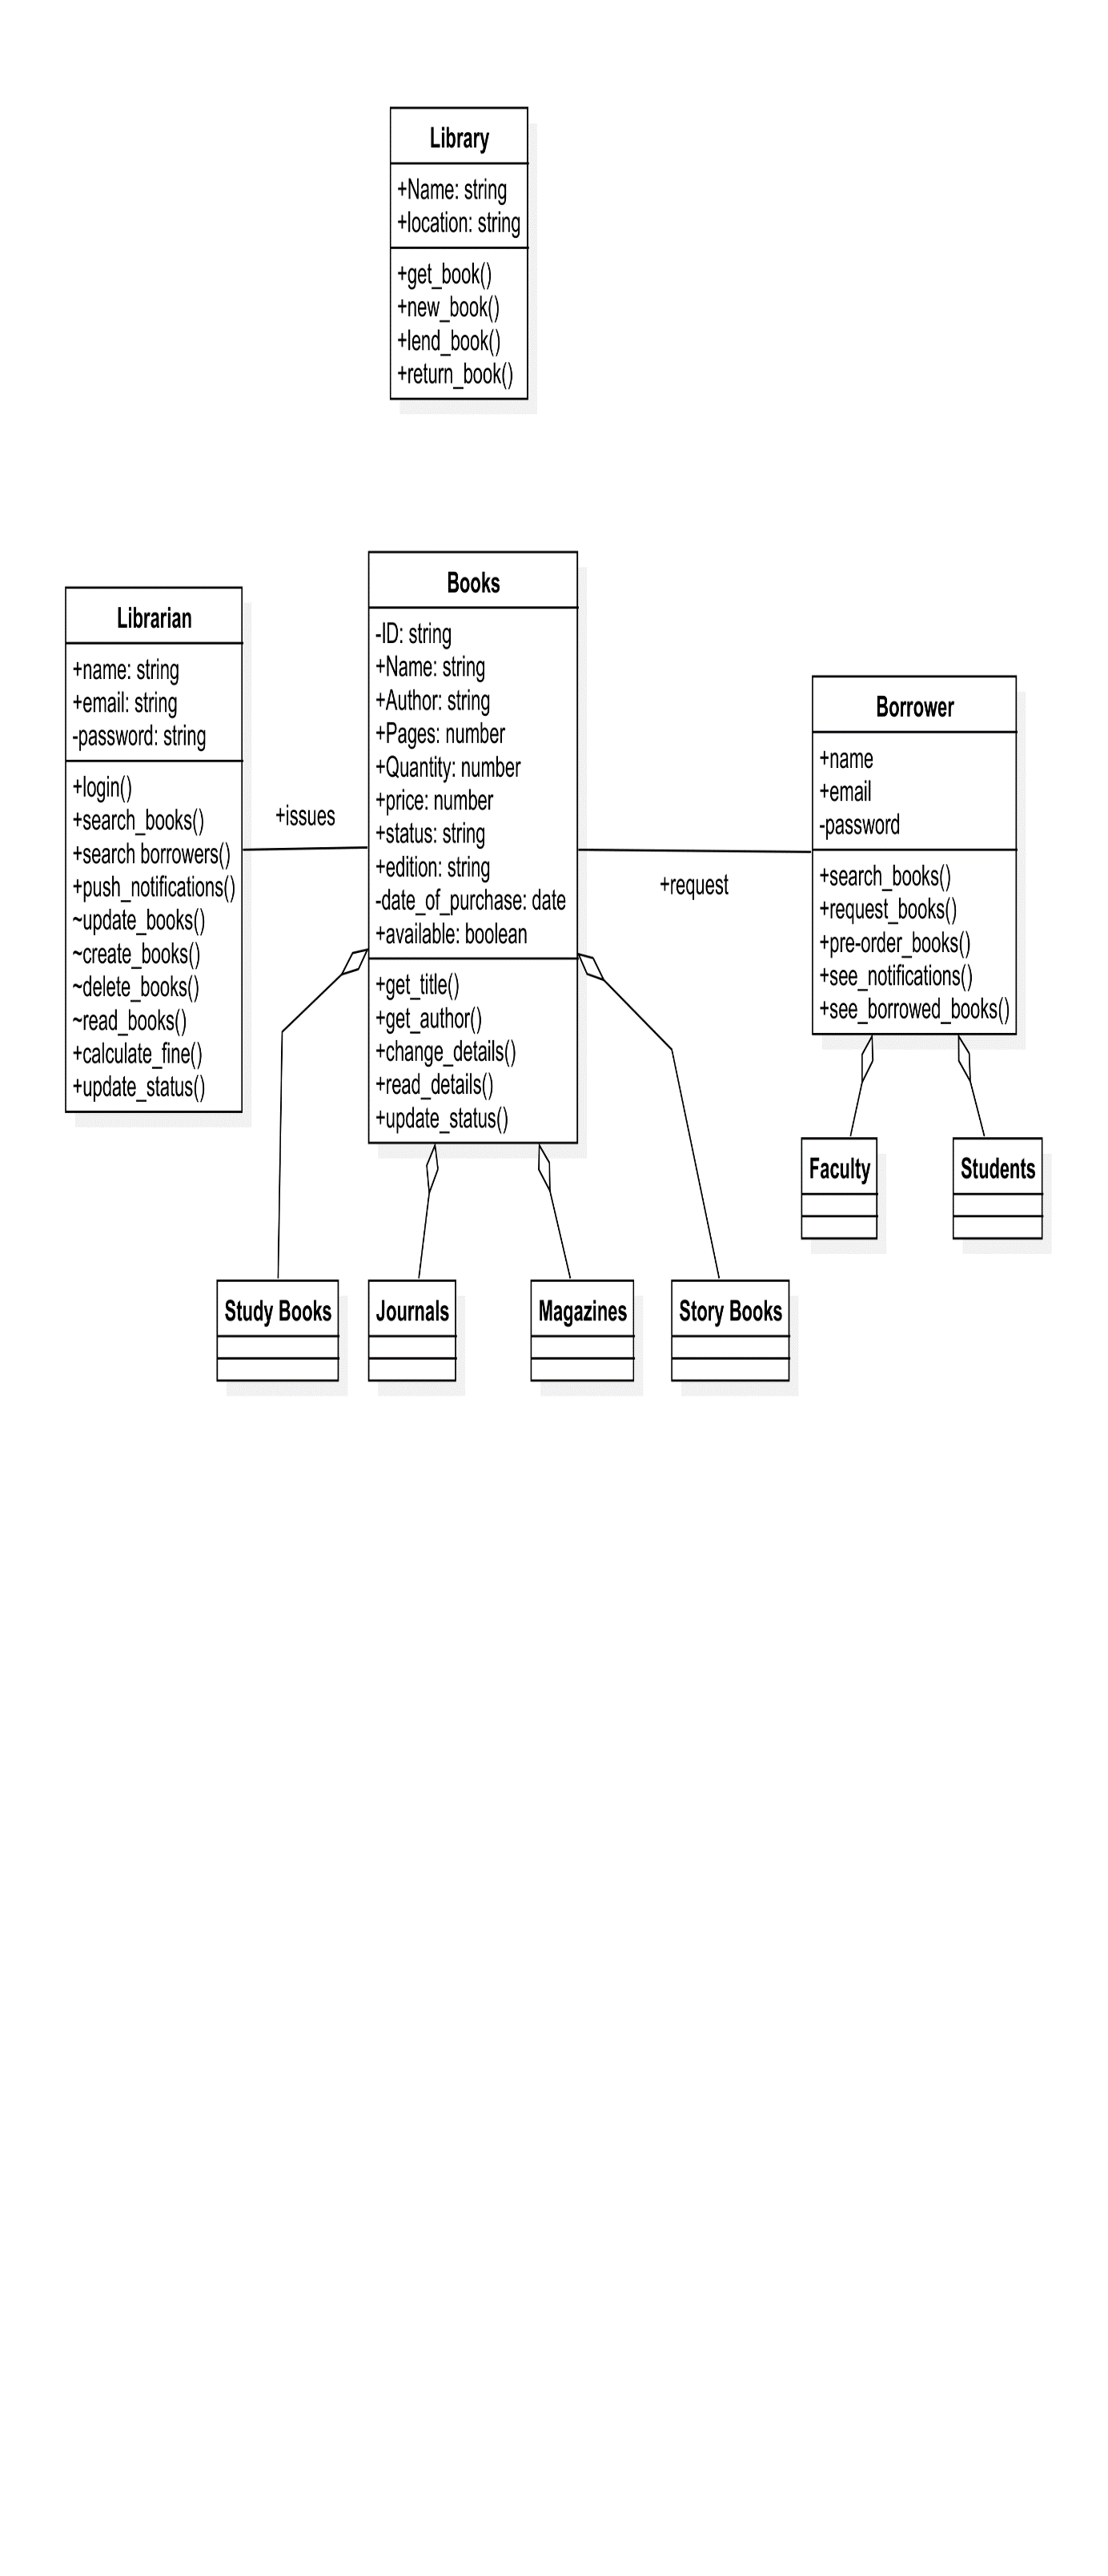 Library
+Name: string
+location: string
+get_book()
+new_book()
+lend_book()
+return_book()
Librarian
+name: string
+email: string
-password: string
+login()
+search_books()
+search borrowers()
+push_notifications()
~update_books()
~create_books()
~delete_books()
~read_books()
+calculate_fine()
+update_status()
+issues
Books
-ID: string
+Name: string
+Author: string
+Pages: number
+Quantity: number
+price: number
+status: string
+edition: string
-date_of_purchase: date
+available: boolean
+get_title()
+get_author()
+change_details()
+read_details()
+update_status()
+request
Borrower
+name
+email
-password
+search_books()
+request_books()
+pre-order_books()
+see_notifications()
+see_borrowed_books()
Faculty
Students
Study Books
Journals
Magazines
Story Books